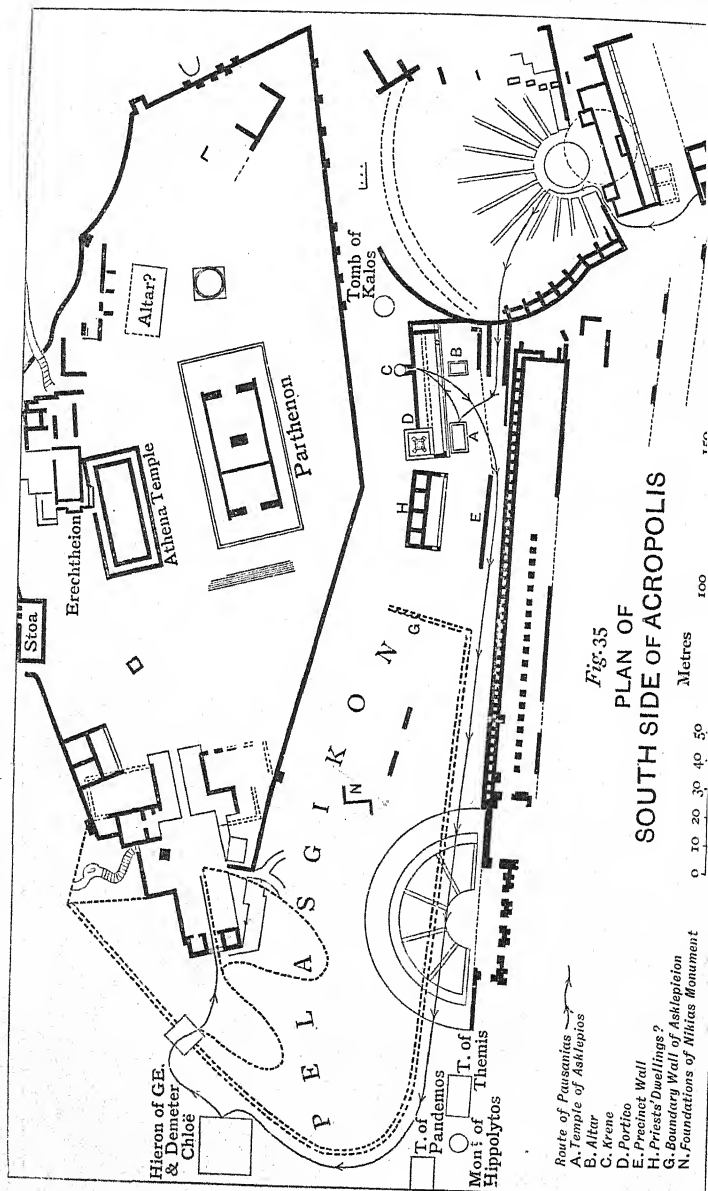 Stoa
Erechtheion
Athena Temple
Altar?
Parthenon
Tomb of
Kalos
C
D
B
A
H
E
G
N
PELASGIKON
Hieron of GE.
& Demeter
Chloë
T. of
Pandemos
T. of
Themis
Monᵗ of
Hippolytos
Fig. 35
PLAN OF
SOUTH SIDE OF ACROPOLIS
Metres
0 10 20 30 40 50 100 150
Route of Pausanias
A. Temple of Asklepios
B. Altar
C. Krene
D. Portico
E. Precinct Wall
H. Priests' Dwellings?
G. Boundary Wall of Asklepieion
N. Foundations of Nikias Monument